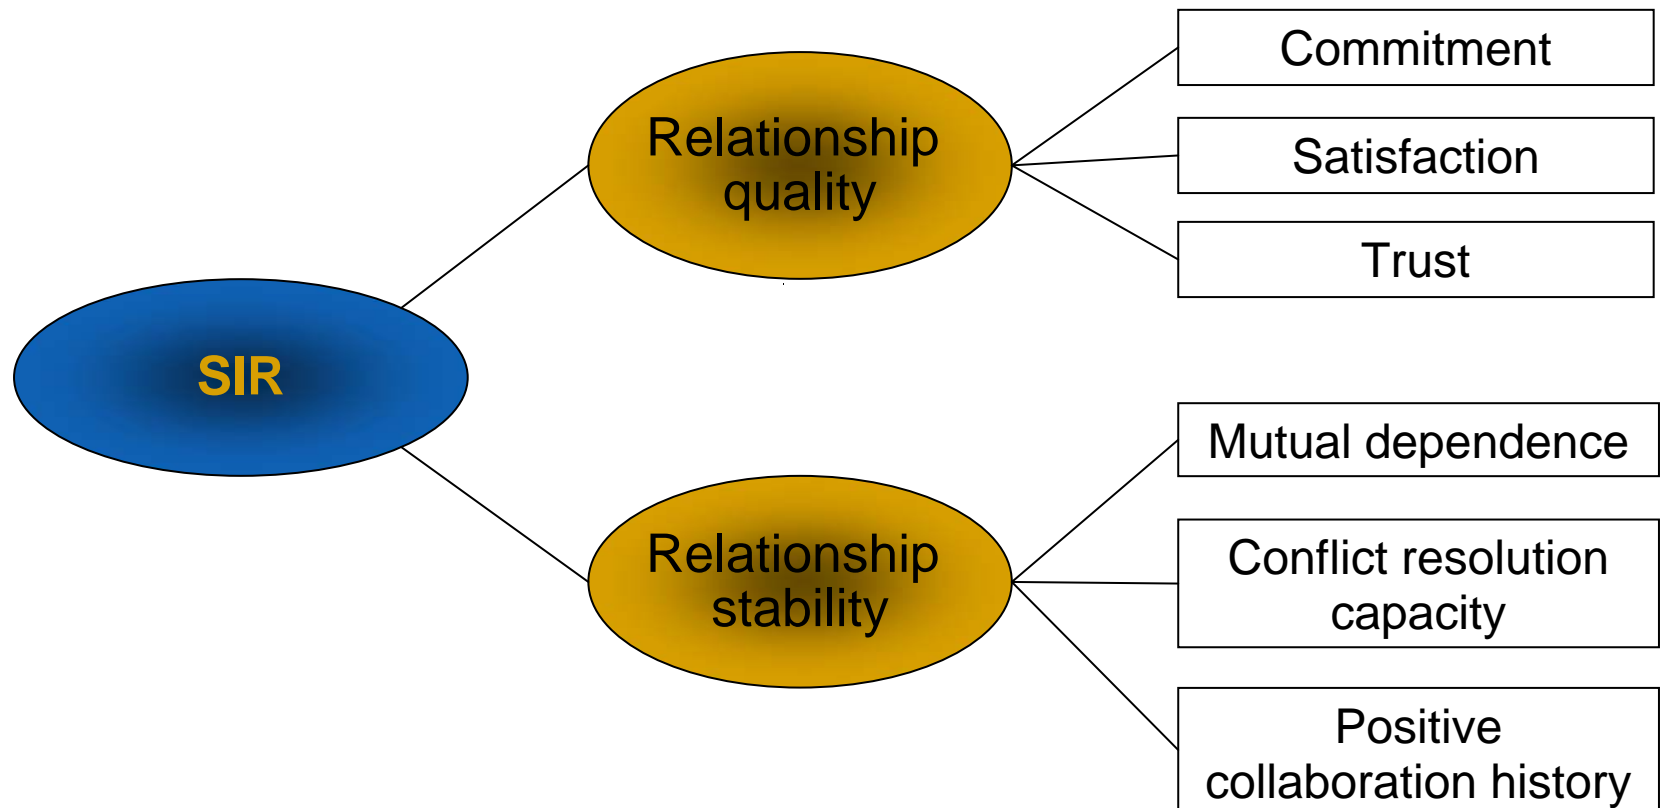 SIR
Relationship
quality
Commitment
Satisfaction
Trust
Relationship
stability
Mutual dependence
Conflict resolution
capacity
Positive
collaboration history